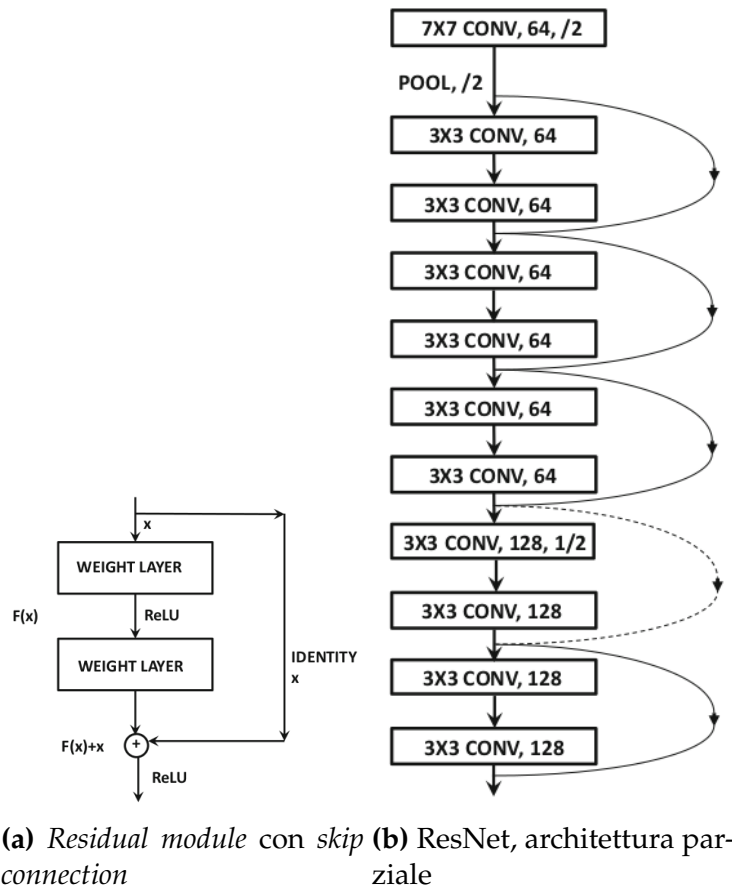 7X7 CONV, 64, /2
POOL, /2
3X3 CONV, 64
3X3 CONV, 64
3X3 CONV, 64
3X3 CONV, 64
3X3 CONV, 64
3X3 CONV, 64
3X3 CONV, 128, 1/2
3X3 CONV, 128
3X3 CONV, 128
3X3 CONV, 128
x
WEIGHT LAYER
F(x)
ReLU
WEIGHT LAYER
IDENTITY
x
F(x)+x
+
ReLU
(a) Residual module con skip
connection
(b) ResNet, architettura par-
ziale